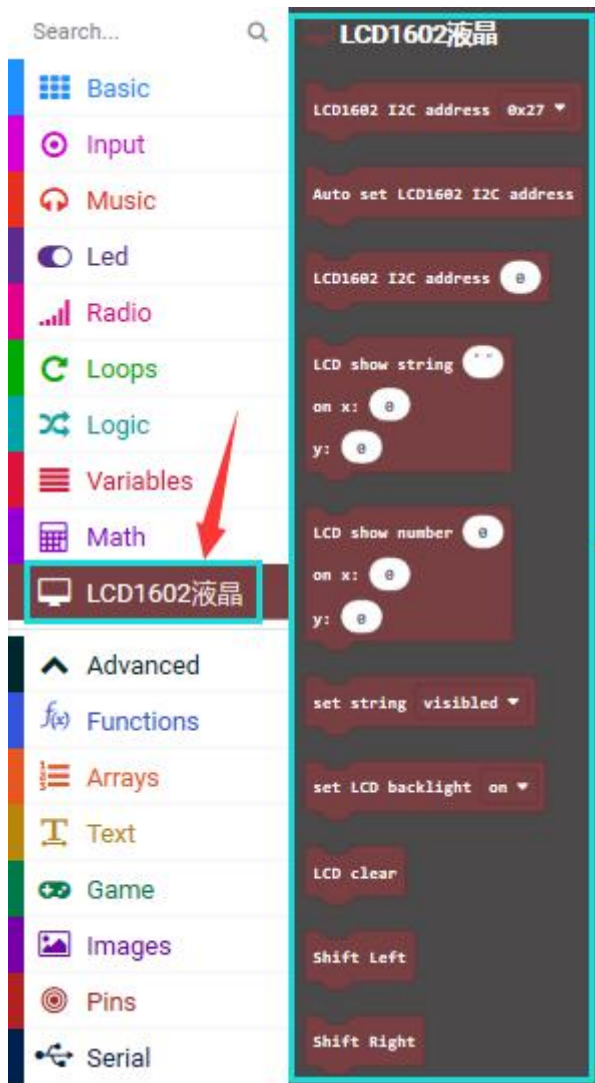 Search...
Basic
Input
Music
Led
Radio
Loops
Logic
Variables
Math
LCD1602液晶
Advanced
f(x) Functions
Arrays
Text
Game
Images
Pins
Serial
LCD1602液晶
LCD1602 I2C address 0x27
Auto set LCD1602 I2C address
LCD1602 I2C address 0
LCD show string " "
on x: 0
y: 0
LCD show number 0
on x: 0
y: 0
set string visibled
set LCD backlight on
LCD clear
Shift Left
Shift Right